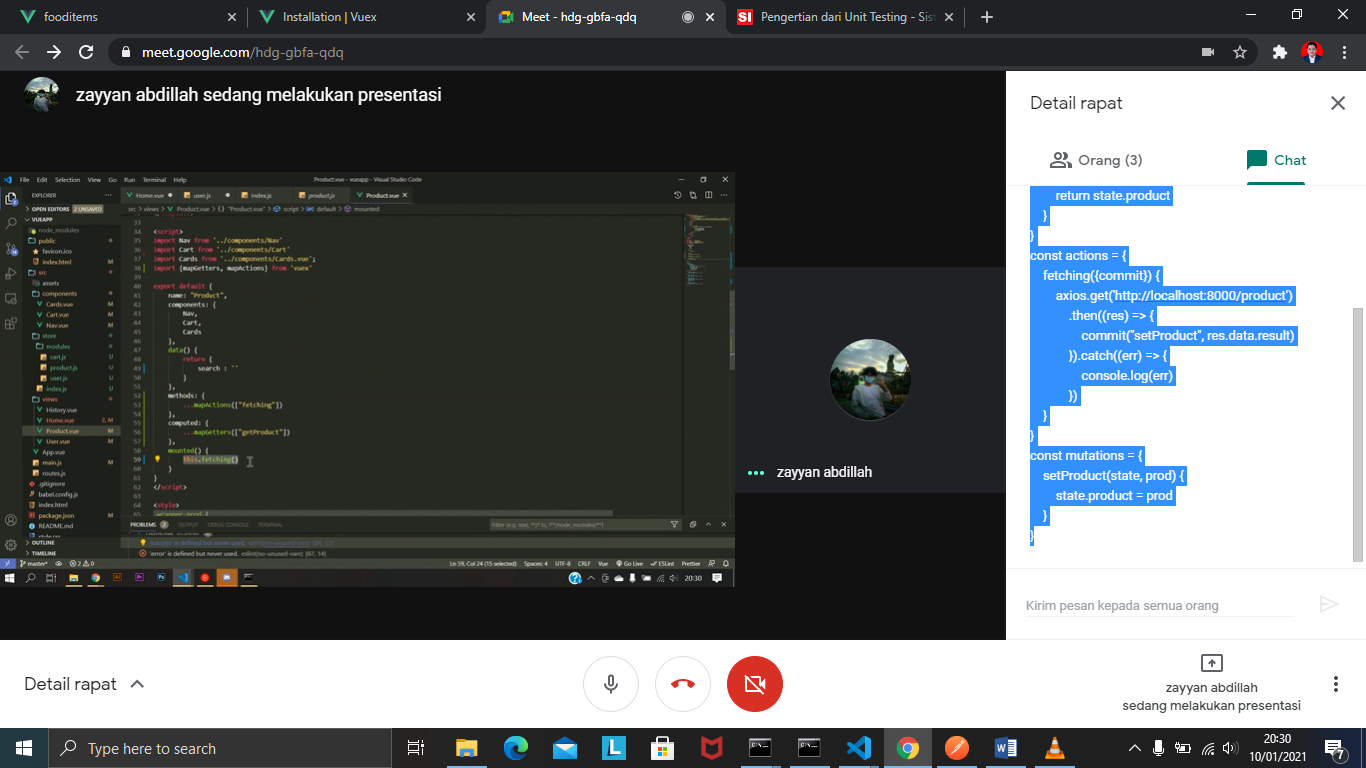 fooditems
Installation | Vuex
Meet - hdg-gbfa-qdq
Pengertian dari Unit Testing - Sis
meet.google.com/hdg-gbfa-qdq
zayyan abdillah sedang melakukan presentasi
File Edit Selection View Go Run Terminal Help
Product.vue - vueapp - Visual Studio Code
EXPLORER
OPEN EDITORS 2 UNSAVED
VUEAPP
node_modules
public
favicon.ico
index.html M
src
assets
components
Cards.vue M
Cart.vue M
Nav.vue M
store
modules
cart.js U
product.js U
user.js U
index.js U
views
History.vue
Home.vue 2, M
Product.vue M
User.vue M
App.vue
main.js M
routes.js
.gitignore
babel.config.js
index.html
package.json M
README.md
OUTLINE
TIMELINE
Home.vue
user.js
index.js
product.js
Product.vue
src > views > Product.vue > {} "Product.vue" > script > default > mounted
33
34 <script>
35 import Nav from '../components/Nav'
36 import Cart from '../components/Cart'
37 import Cards from '../components/Cards.vue';
38 import {mapGetters, mapActions} from 'vuex'
39
40 export default {
41 name: "Product",
42 components: {
43 Nav,
44 Cart,
45 Cards
46 },
47 data() {
48 return {
49 search : ''
50 }
51 },
52 methods: {
53 ...mapActions(["fetching"])
54 },
55 computed: {
56 ...mapGetters(["getProduct"])
57 },
58 mounted() {
59 this.fetching()
60 }
61 }
62 </script>
63
64 <style>
65
PROBLEMS 2 OUTPUT DEBUG CONSOLE TERMINAL
'error' is defined but never used. eslint(no-unused-vars) [87, 14]
master*
2 0
Ln 59, Col 24 (15 selected) Spaces: 4 UTF-8 CRLF Vue Go Live ESLint Prettier
20:30
zayyan abdillah
Detail rapat
Orang (3)
Chat
return state.product
}
}
const actions = {
fetching({commit}) {
axios.get('http://localhost:8000/product')
.then((res) => {
commit("setProduct", res.data.result)
}).catch((err) => {
console.log(err)
})
}
}
const mutations = {
setProduct(state, prod) {
state.product = prod
}
}
Kirim pesan kepada semua orang
Detail rapat
zayyan abdillah
sedang melakukan presentasi
Type here to search
20:30
10/01/2021
7